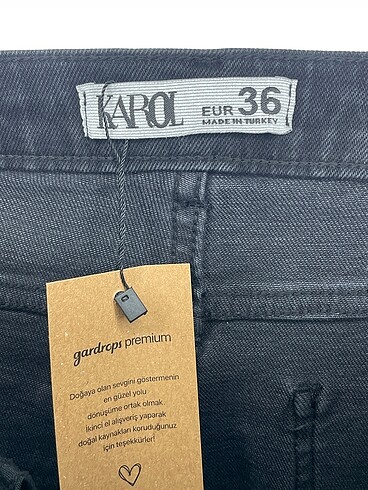 KAROL
EUR 36
MADE IN TURKEY
gardrops premium
Doğaya olan sevgini göstermenin
en güzel yolu
dönüşüme ortak olmak.
İkinci el alışveriş yaparak
doğal kaynakları koruduğunuz
için teşekkürler!